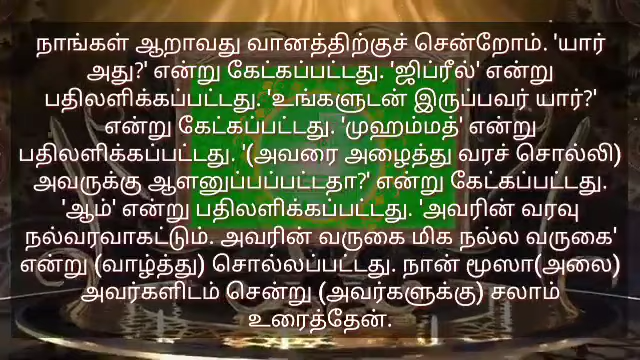 நாங்கள் ஆறாவது வானத்திற்குச் சென்றோம். 'யார்
அது?' என்று கேட்கப்பட்டது. 'ஜிப்ரீல்' என்று
பதிலளிக்கப்பட்டது. 'உங்களுடன் இருப்பவர் யார்?'
என்று கேட்கப்பட்டது. 'முஹம்மத்' என்று
பதிலளிக்கப்பட்டது. '(அவரை அழைத்து வரச் சொல்லி)
அவருக்கு ஆளனுப்பப்பட்டதா?' என்று கேட்கப்பட்டது.
'ஆம்' என்று பதிலளிக்கப்பட்டது. 'அவரின் வரவு
நல்வரவாகட்டும். அவரின் வருகை மிக நல்ல வருகை'
என்று (வாழ்த்து) சொல்லப்பட்டது. நான் மூஸா(அலை)
அவர்களிடம் சென்று (அவர்களுக்கு) சலாம்
உரைத்தேன்.